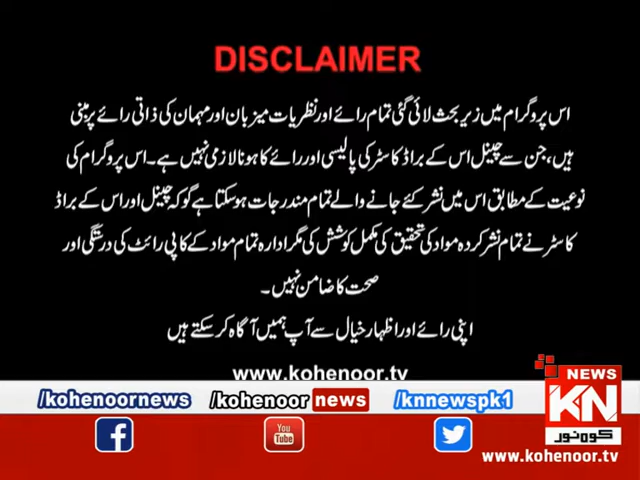 DISCLAIMER
اس پروگرام میں زیر بحث لائی گئی تمام رائے اور نظریات میزبان اور مہمان کی ذاتی رائے پر مبنی
ہیں، جن سے چینل اس کے براڈ کاسٹر کی پالیسی اور رائے کا ہونا لازمی نہیں ہے۔ اس پروگرام کی
نوعیت کے مطابق اس میں نشر کئے جانے والے تمام مندرجات ہوسکتا ہے گو کہ چینل اور اس کے براڈ
کاسٹر نے تمام نشر کردہ مواد کی تحقیق کی مکمل کوشش کی مگر ادارہ تمام مواد کے کاپی رائٹ کی درستگی اور
صحت کا ضامن نہیں۔
اپنی رائے اور اظہار خیال سے آپ ہمیں آگاہ کر سکتے ہیں
www.kohenoor.tv
/kohenoornews /kohenoor news /knnewspk1
NEWS
KN
کوہ نور
f You Tube
www.kohenoor.tv